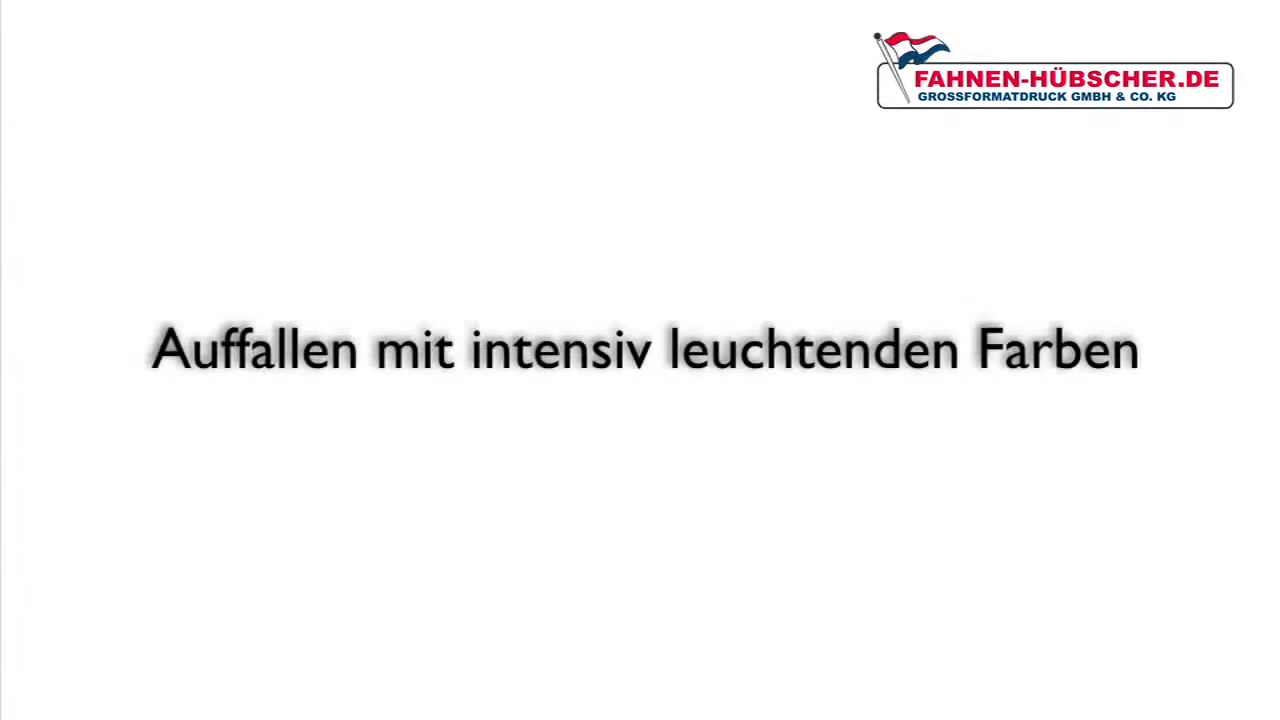 FAHNEN-HÜBSCHER.DE
GROSSFORMATDRUCK GMBH & CO. KG
Auffallen mit intensiv leuchtenden Farben